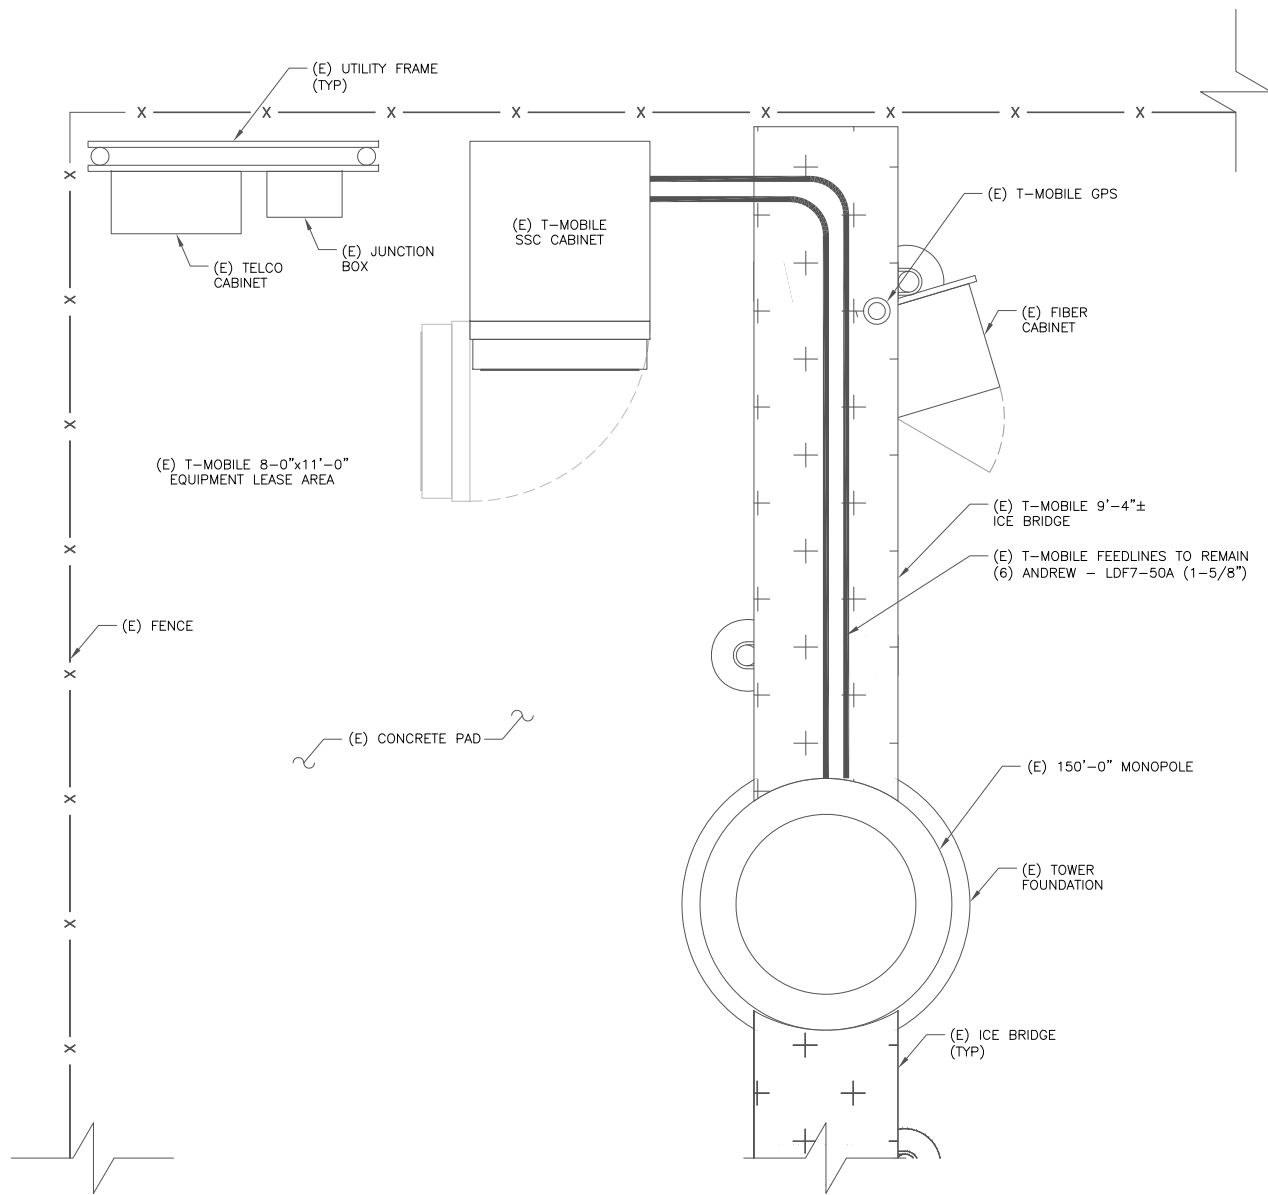 (E) UTILITY FRAME
(TYP)
X X X X X X X X X
X
(E) T-MOBILE GPS
(E) T-MOBILE
SSC CABINET
(E) JUNCTION
BOX
(E) TELCO
CABINET
X
(E) FIBER
CABINET
X
(E) T-MOBILE 8-0"x11'-0"
EQUIPMENT LEASE AREA
(E) T-MOBILE 9'-4"±
ICE BRIDGE
X
(E) T-MOBILE FEEDLINES TO REMAIN
(6) ANDREW - LDF7-50A (1-5/8")
(E) FENCE
X
(E) CONCRETE PAD
(E) 150'-0" MONOPOLE
X
(E) TOWER
FOUNDATION
X
(E) ICE BRIDGE
(TYP)
X